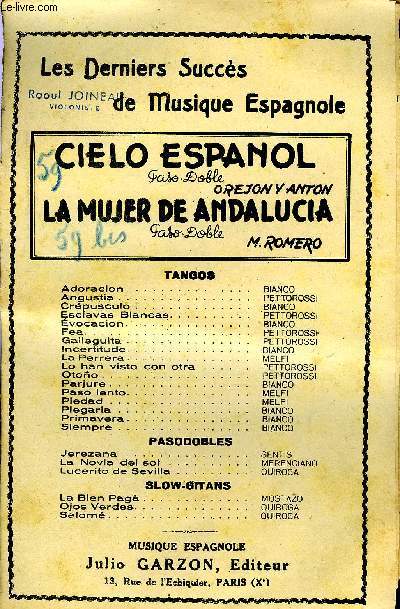 www.le-livre.com
Les Derniers Succès
Raoul JOINEAU
VIOLONISTE
de Musique Espagnole
59
CIELO ESPANOL
Paso Doble
OREJON Y ANTON
LA MUJER DE ANDALUCIA
59 bis
Paso Doble
M. ROMERO
TANGOS
Adoracion BIANCO
Angustia PETTOROSSI
Crépusculo BIANCO
Esclavas Blancas PETTOROSSI
Evocacion BIANCO
Fea PETTOROSSI
Galleguita PETTOROSSI
Incertitude BIANCO
La Perrera MELFI
Lo han visto con otra PETTOROSSI
Otoño PETTOROSSI
Parjure BIANCO
Paso lento MELFI
Piedad MELFI
Plegaria BIANCO
Primavera BIANCO
Siempre BIANCO
PASODOBLES
Jerezana SENTIS
La Novia del sol MERENCIANO
Lucerito de Sevilla QUIROGA
SLOW-GITANS
La Bien Pagá MOSTAZO
Ojos Verdes QUIROGA
Salomé QUIROGA
MUSIQUE ESPAGNOLE
Julio GARZON, Editeur
13, Rue de l'Echiquier, PARIS (Xᵉ)